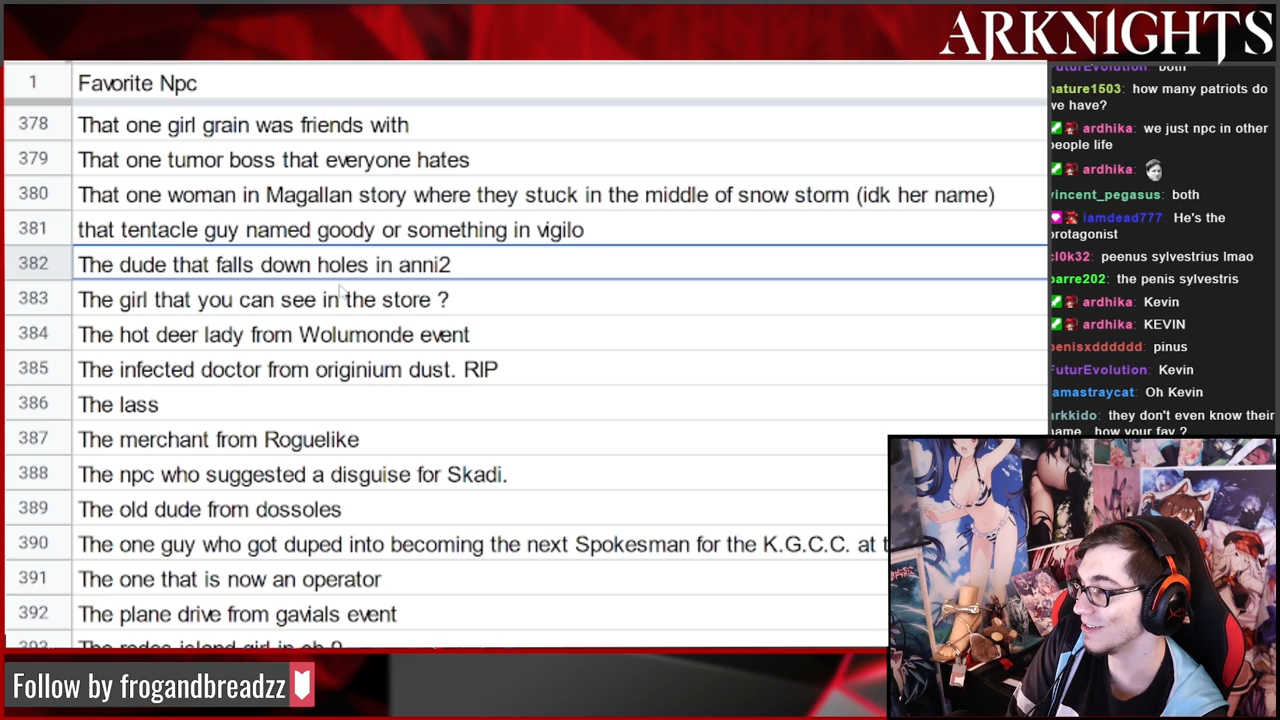 ARKNIGHTS
1 Favorite Npc
378 That one girl grain was friends with
379 That one tumor boss that everyone hates
380 That one woman in Magallan story where they stuck in the middle of snow storm (idk her name)
381 that tentacle guy named goody or something in vigilo
382 The dude that falls down holes in anni2
383 The girl that you can see in the store ?
384 The hot deer lady from Wolumonde event
385 The infected doctor from originium dust. RIP
386 The lass
387 The merchant from Roguelike
388 The npc who suggested a disguise for Skadi.
389 The old dude from dossoles
390 The one guy who got duped into becoming the next Spokesman for the K.G.C.C. at t
391 The one that is now an operator
392 The plane drive from gavials event
FuturEvolution: both
nature1503: how many patriots do
we have?
ardhika: we just npc in other
people life
ardhika:
vincent_pegasus: both
iamdead777: He's the
protagonist
cl0k32: peenus sylvestrius lmao
parre202: the penis sylvestris
ardhika: Kevin
ardhika: KEVIN
penisxdddddd: pinus
FuturEvolution: Kevin
iamastraycat: Oh Kevin
arkkido: they don't even know their
name.. how your fav ?
Follow by frogandbreadzz